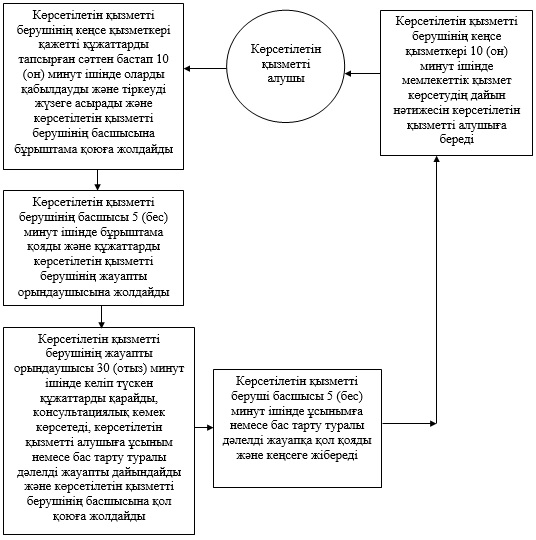 Көрсетілетін қызметті
берушінің кеңсе қызметкері
қажетті құжаттарды
тапсырған сәттен бастап 10
(он) минут ішінде оларды
қабылдауды және тіркеуді
жүзеге асырады және
көрсетілетін қызметті
берушінің басшысына
бұрыштама қоюға жолдайды
Көрсетілетін
қызметті
алушы
Көрсетілетін қызметті
берушінің кеңсе
қызметкері 10 (он) минут
ішінде мемлекеттік қызмет
көрсетудің дайын
нәтижесін көрсетілетін
қызметті алушыға
береді
Көрсетілетін қызметті
берушінің басшысы 5 (бес)
минут ішінде бұрыштама
қояды және құжаттарды
көрсетілетін қызметті
берушінің жауапты
орындаушысына жолдайды
Көрсетілетін қызметті
берушінің жауапты
орындаушысы 30 (отыз) минут
ішінде келіп түскен
құжаттарды қарайды,
консультациялық көмек
көрсетеді, көрсетілетін
қызметті алушыға ұсыным
немесе бас тарту туралы
дәлелді жауапты дайындайды
және көрсетілетін қызметті
берушінің басшысына қол
қоюға жолдайды
Көрсетілетін қызметті
беруші басшысы 5 (бес)
минут ішінде ұсынымға
немесе бас тарту туралы
дәлелді жауапқа қол қояды
және кеңсеге жібереді